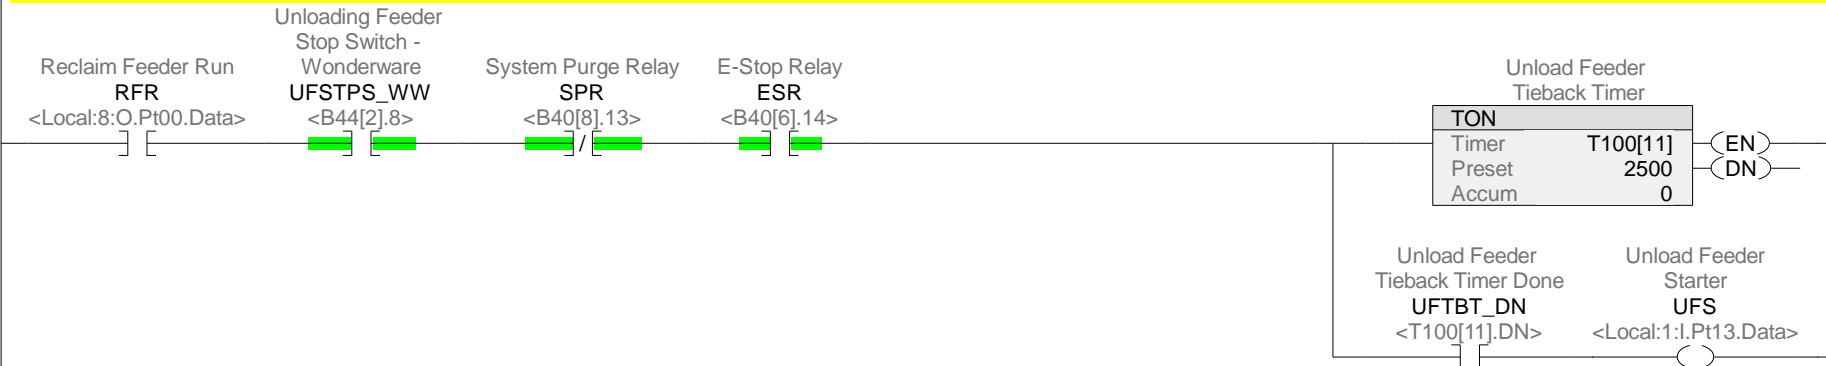 Reclaim Feeder Run
RFR
<Local:8:O.Pt00.Data>
Unloading Feeder
Stop Switch -
Wonderware
UFSTPS_WW
<B44[2].8>
System Purge Relay
SPR
<B40[8].13>
/
E-Stop Relay
ESR
<B40[6].14>
Unload Feeder
Tieback Timer
TON
Timer T100[11]
Preset 2500
Accum 0
EN
DN
Unload Feeder
Tieback Timer Done
UFTBT_DN
<T100[11].DN>
Unload Feeder
Starter
UFS
<Local:1:I.Pt13.Data>